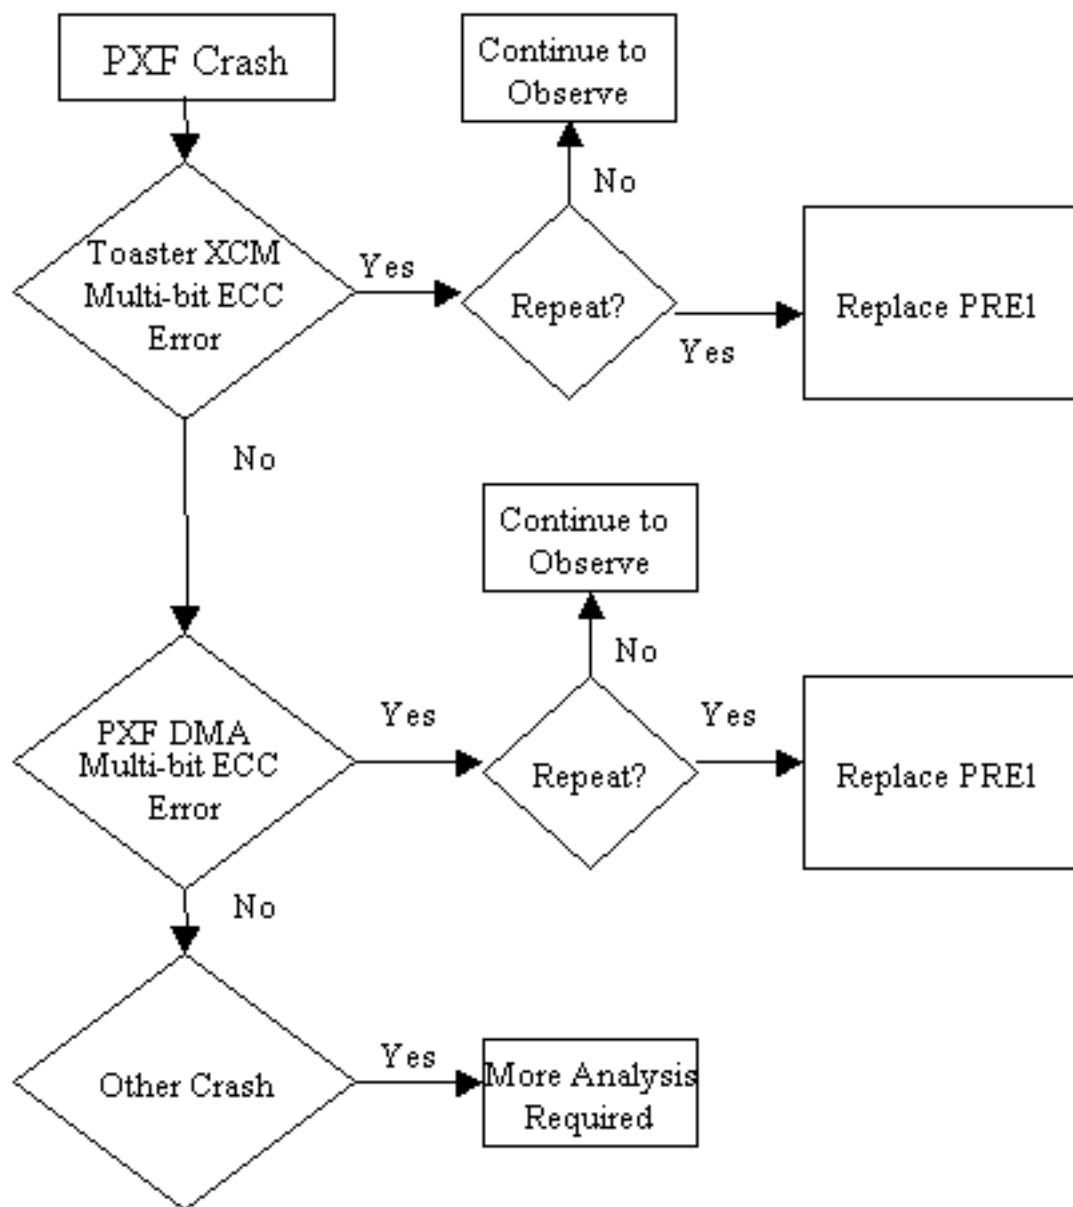 PXF Crash
Continue to
Observe
No
Toaster XCM
Multi-bit ECC
Error
Yes
Repeat?
Yes
Replace PRE1
No
Continue to
Observe
No
PXF DMA
Multi-bit ECC
Error
Yes
Repeat?
Yes
Replace PRE1
No
Other Crash
Yes
More Analysis
Required